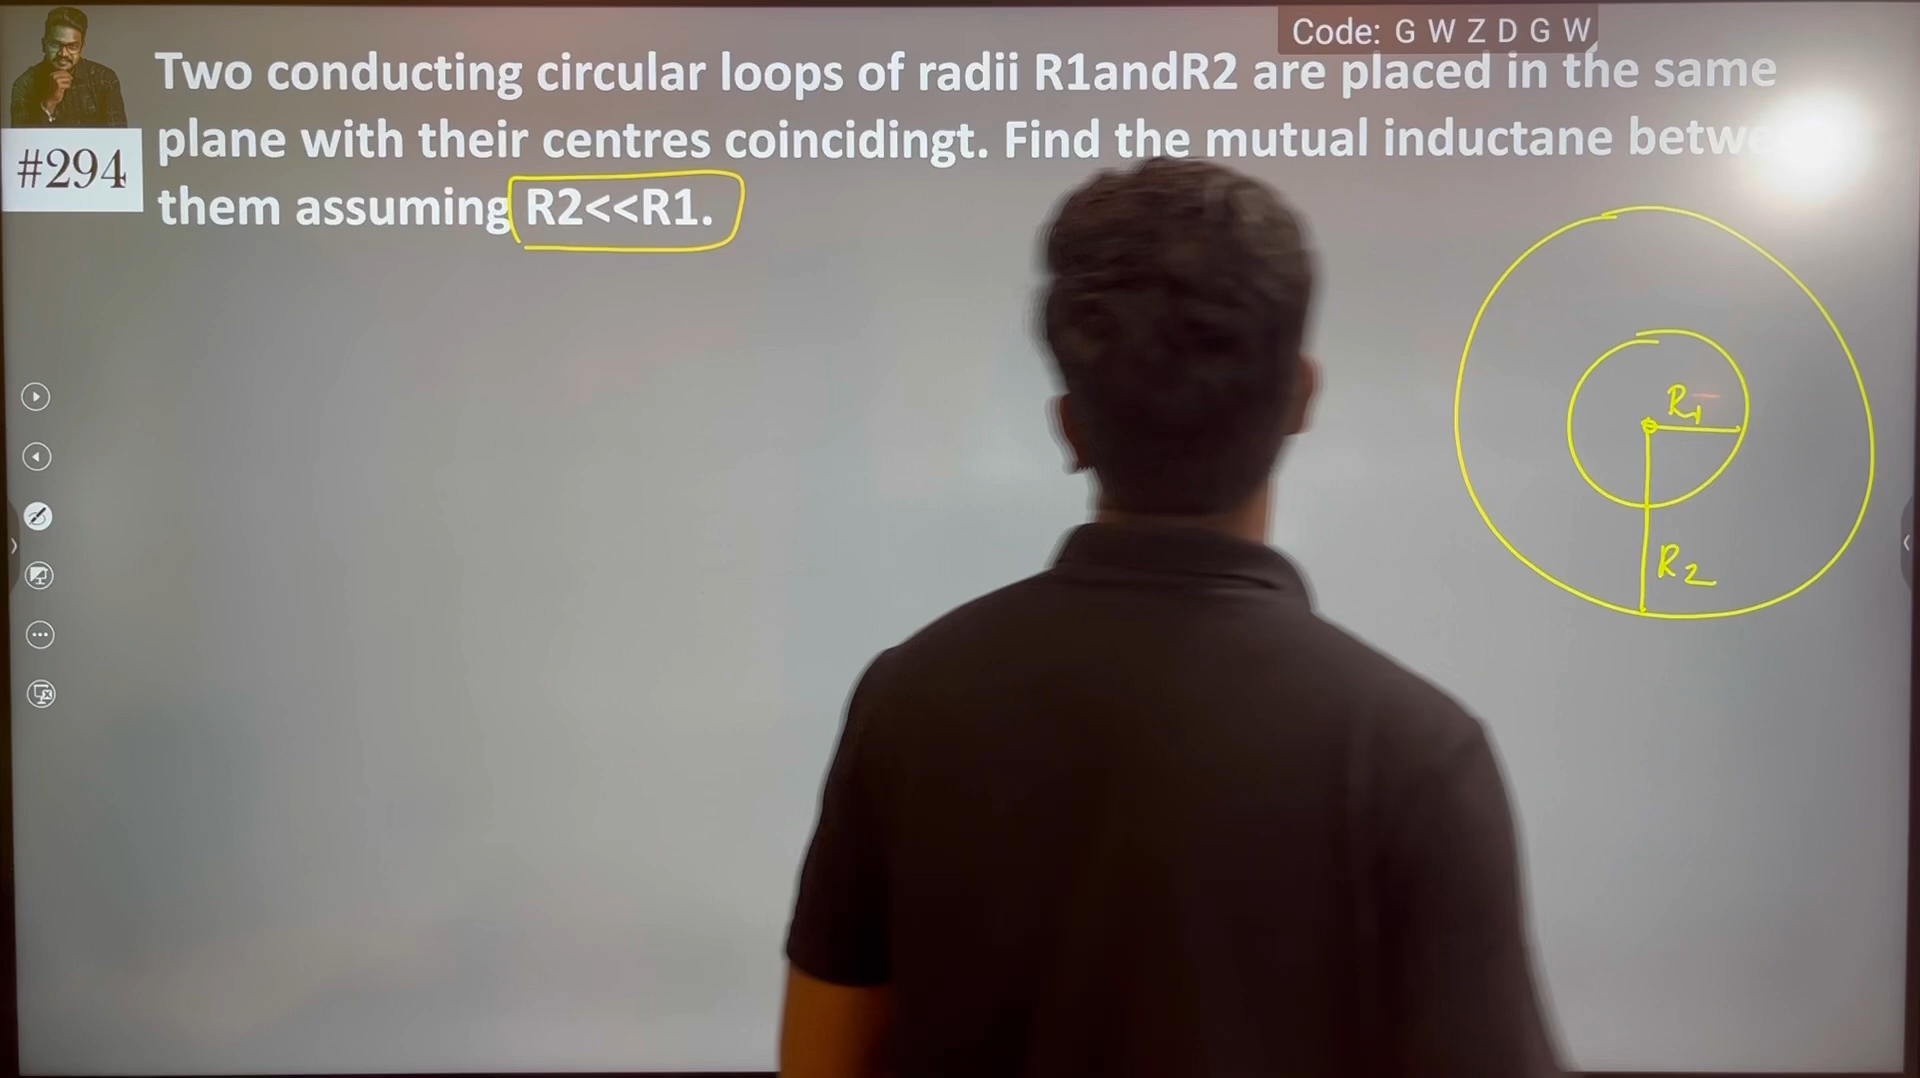 Code: G W Z D G W
Two conducting circular loops of radii R1andR2 are placed in the same
plane with their centres coincidingt. Find the mutual inductane
#294
them assuming R2<<R1.
R1
R2